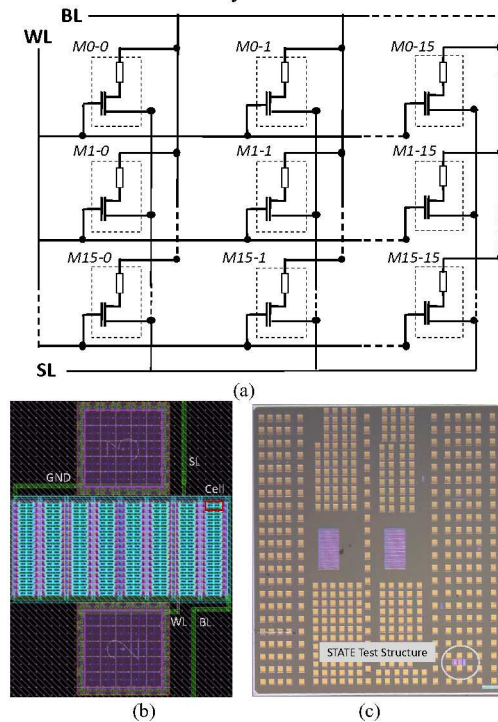 BL
WL
M0-0 M0-1 M0-15
M1-0 M1-1 M1-15
M15-0 M15-1 M15-15
SL
(a)
SL
GND
Cell
WL BL
(b)
STATE Test Structure
(c)